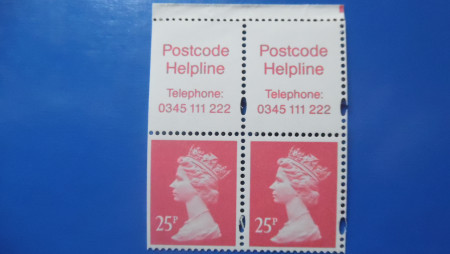 Postcode
Helpline
Telephone:
0345 111 222
Postcode
Helpline
Telephone:
0345 111 222
25P
25P